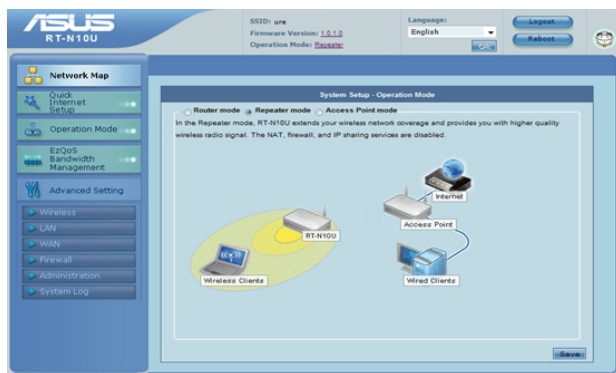 ASUS
RT-N10U
SSID: ure
Firmware Version: 1.0.1.0
Operation Mode: Repeater
Language:
English
Logout
Reboot
Network Map
Quick
Internet
Setup
Operation Mode
EzQoS
Bandwidth
Management
Advanced Setting
Wireless
LAN
WAN
Firewall
Administration
System Log
System Setup - Operation Mode
Router mode Repeater mode Access Point mode
In the Repeater mode, RT-N10U extends your wireless network coverage and provides you with higher quality
wireless radio signal. The NAT, firewall, and IP sharing services are disabled.
Internet
Access Point
RT-N10U
Wireless Clients
Wired Clients
Save